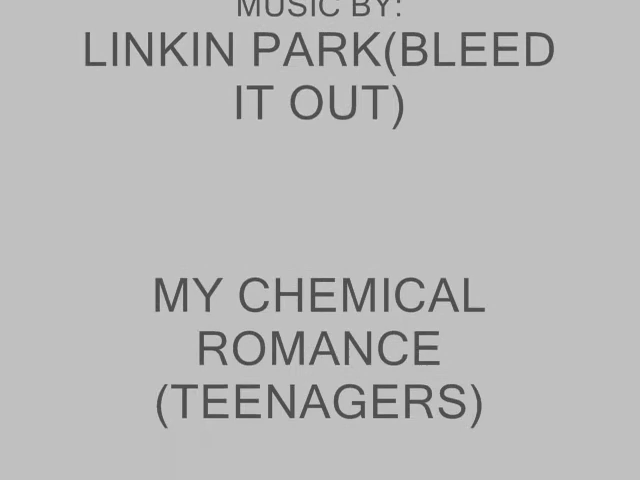 MUSIC BY:
LINKIN PARK(BLEED
IT OUT)
MY CHEMICAL
ROMANCE
(TEENAGERS)